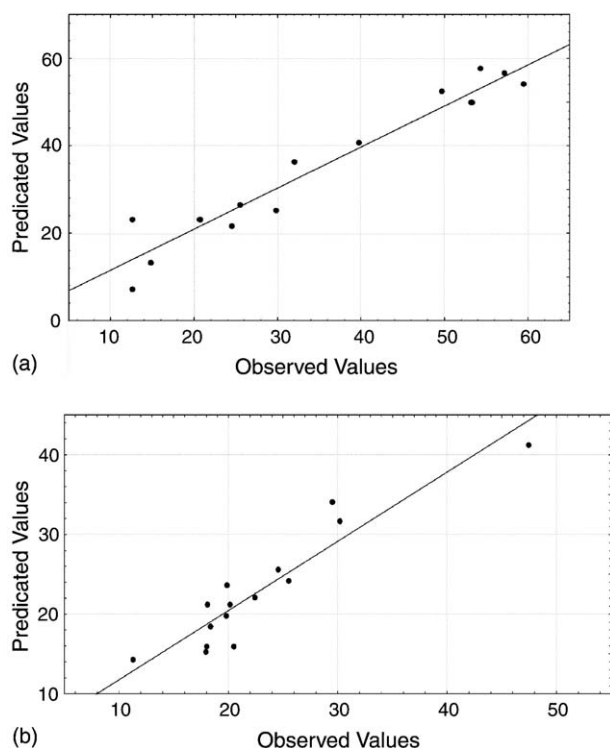 60
40
20
0
Predicated Values
10 20 30 40 50 60
(a)
Observed Values
40
30
20
10
Predicated Values
10 20 30 40 50
(b)
Observed Values